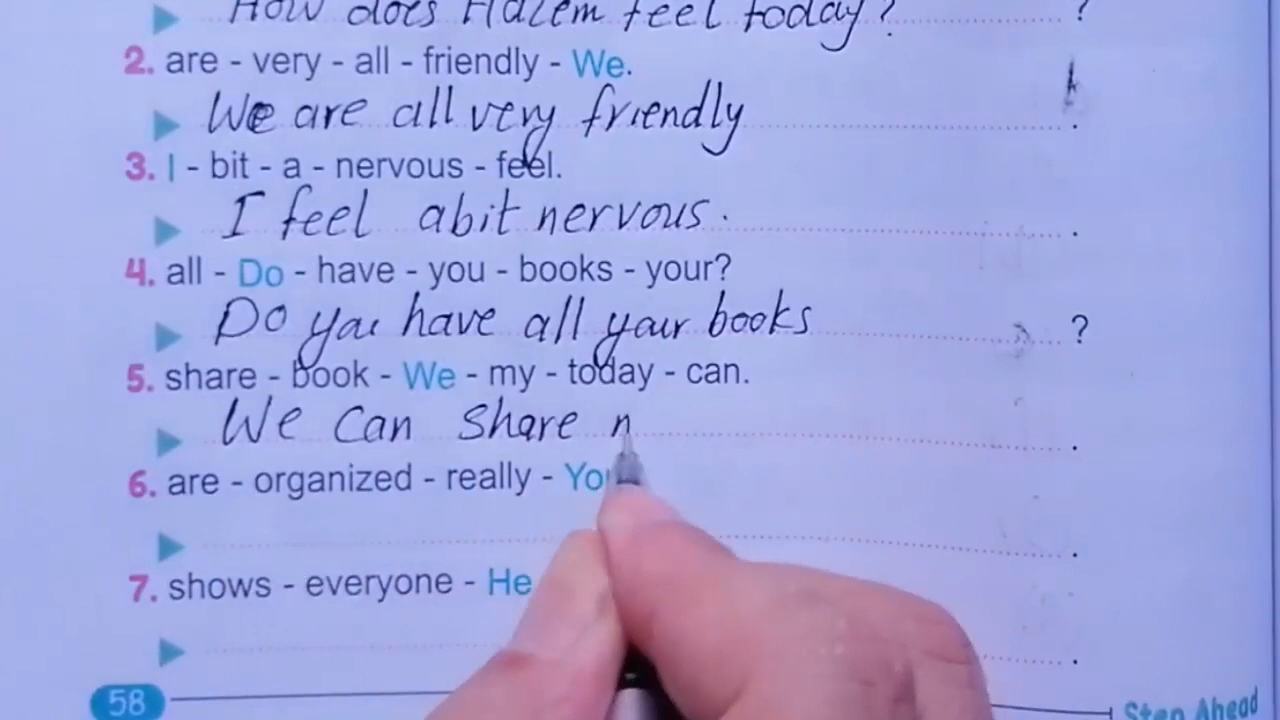 How does Hazem feel today? ?
2. are - very - all - friendly - We.
We are all very friendly .
3. I - bit - a - nervous - feel.
I feel abit nervous. .
4. all - Do - have - you - books - your?
Do you have all your books ?
5. share - book - We - my - today - can.
We can share .
6. are - organized - really -
.
7. shows - everyone - He
.
58 Step Ahead